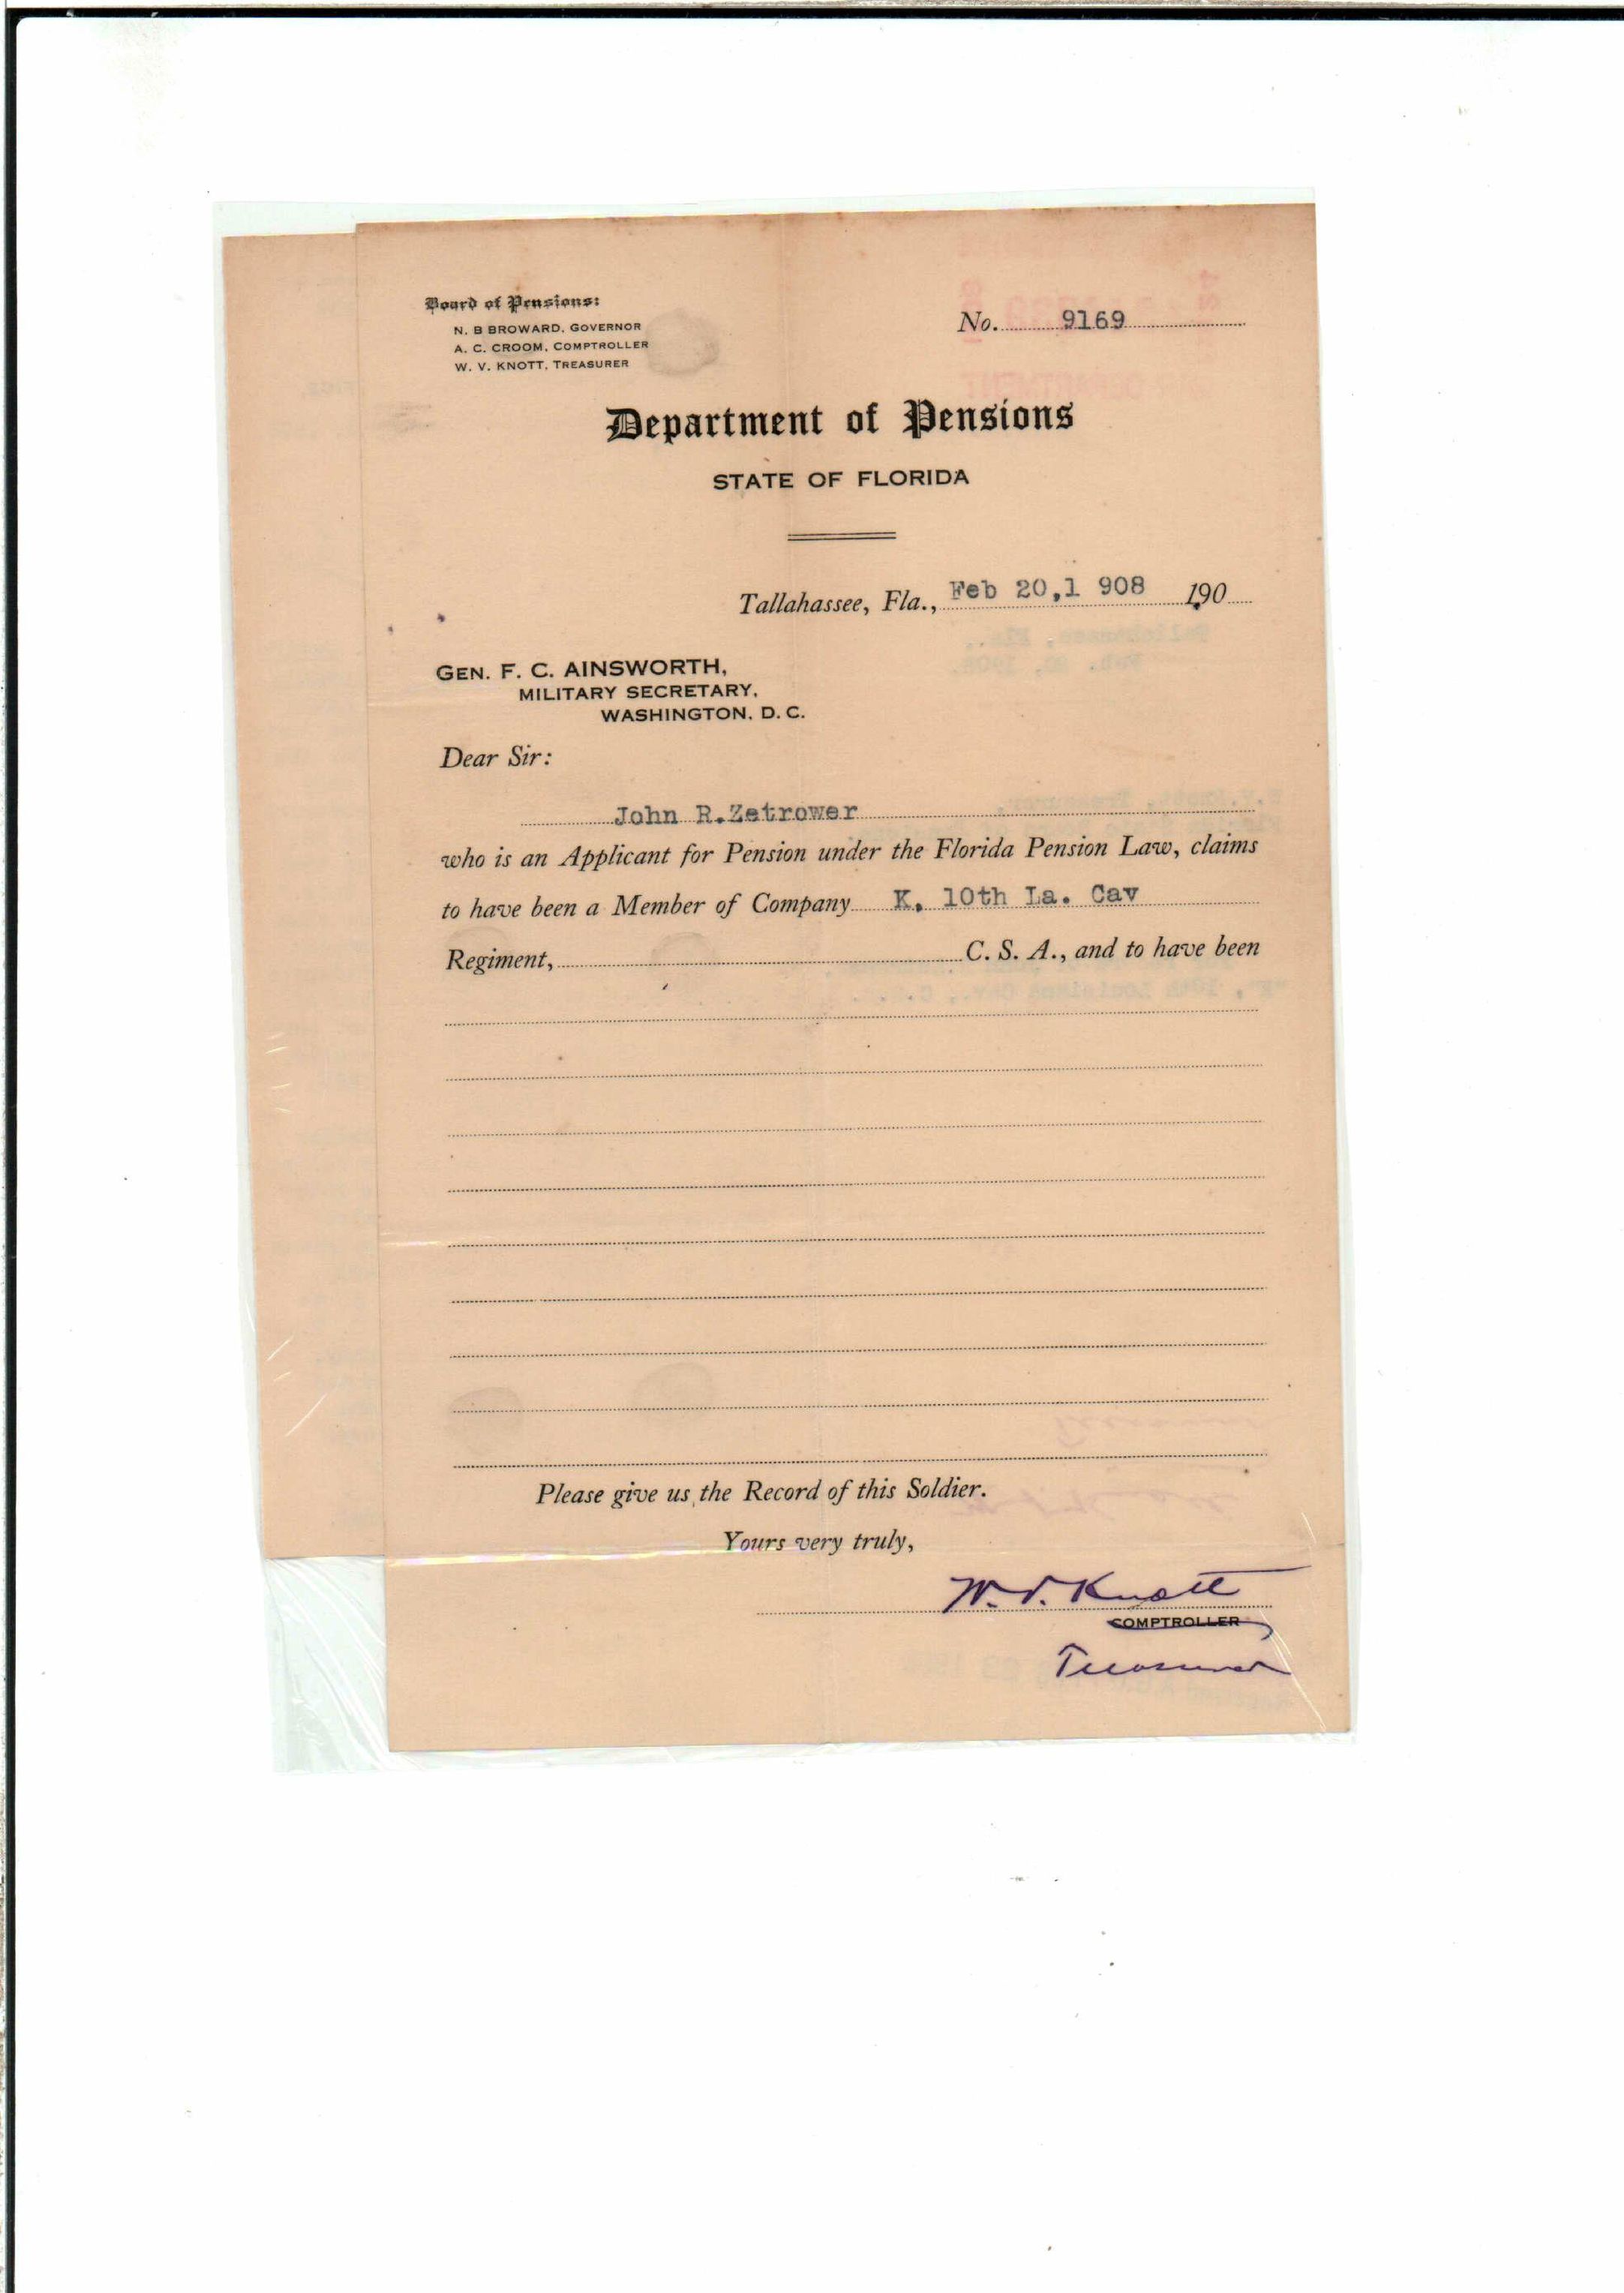 Board of Pensions:
N. B BROWARD, GOVERNOR
A. C. CROOM, COMPTROLLER
W. V. KNOTT, TREASURER
No. 9169
Department of Pensions
STATE OF FLORIDA
Tallahassee, Fla., Feb 20,1 908 190
GEN. F. C. AINSWORTH,
MILITARY SECRETARY,
WASHINGTON, D. C.
Dear Sir:
John R.Zetrower
who is an Applicant for Pension under the Florida Pension Law, claims
to have been a Member of Company K, 10th La. Cav
Regiment, C. S. A., and to have been
Please give us the Record of this Soldier.
Yours very truly,
W. V. Knott
COMPTROLLER
Treasurer